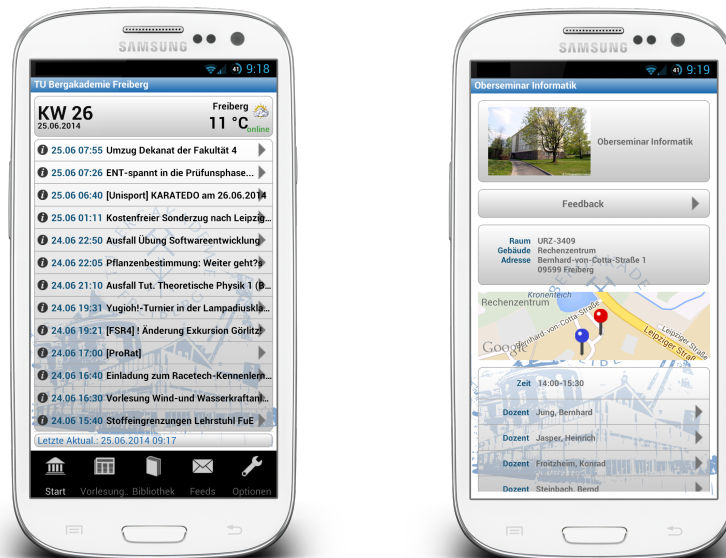 SAMSUNG
9:18
TU Bergakademie Freiberg
KW 26
25.06.2014
Freiberg
11 °C
online
25.06 07:55 Umzug Dekanat der Fakultät 4
25.06 07:26 ENT-spannt in die Prüfunsphase...
25.06 06:40 [Unisport] KARATEDO am 26.06.2014
25.06 01:11 Kostenfreier Sonderzug nach Leipzig...
24.06 22:50 Ausfall Übung Softwareentwicklung
24.06 22:05 Pflanzenbestimmung: Weiter geht?s
24.06 21:10 Ausfall Tut. Theoretische Physik 1 (B...
24.06 19:31 Yugioh!-Turnier in der Lampadiuskla...
24.06 19:21 [FSR4] ! Änderung Exkursion Görlitz!
24.06 17:00 [ProRat]
24.06 16:40 Einladung zum Racetech-Kennenlern...
24.06 16:30 Vorlesung Wind-und Wasserkraftanl...
24.06 15:40 Stoffeingrenzungen Lehrstuhl FuE
Letzte Aktual.: 25.06.2014 09:17
Start Vorlesung.. Bibliothek Feeds Optionen
SAMSUNG
9:19
Oberseminar Informatik
Oberseminar Informatik
Feedback
Raum URZ-3409
Gebäude Rechenzentrum
Adresse Bernhard-von-Cotta-Straße 1
09599 Freiberg
Kronenteich
Rechenzentrum
Bernhard-von-Cotta-Straße
Leipziger Straße
Leipziger Straße
Google
Zeit 14:00-15:30
Dozent Jung, Bernhard
Dozent Jasper, Heinrich
Dozent Froitzheim, Konrad
Dozent Steinbach, Bernd